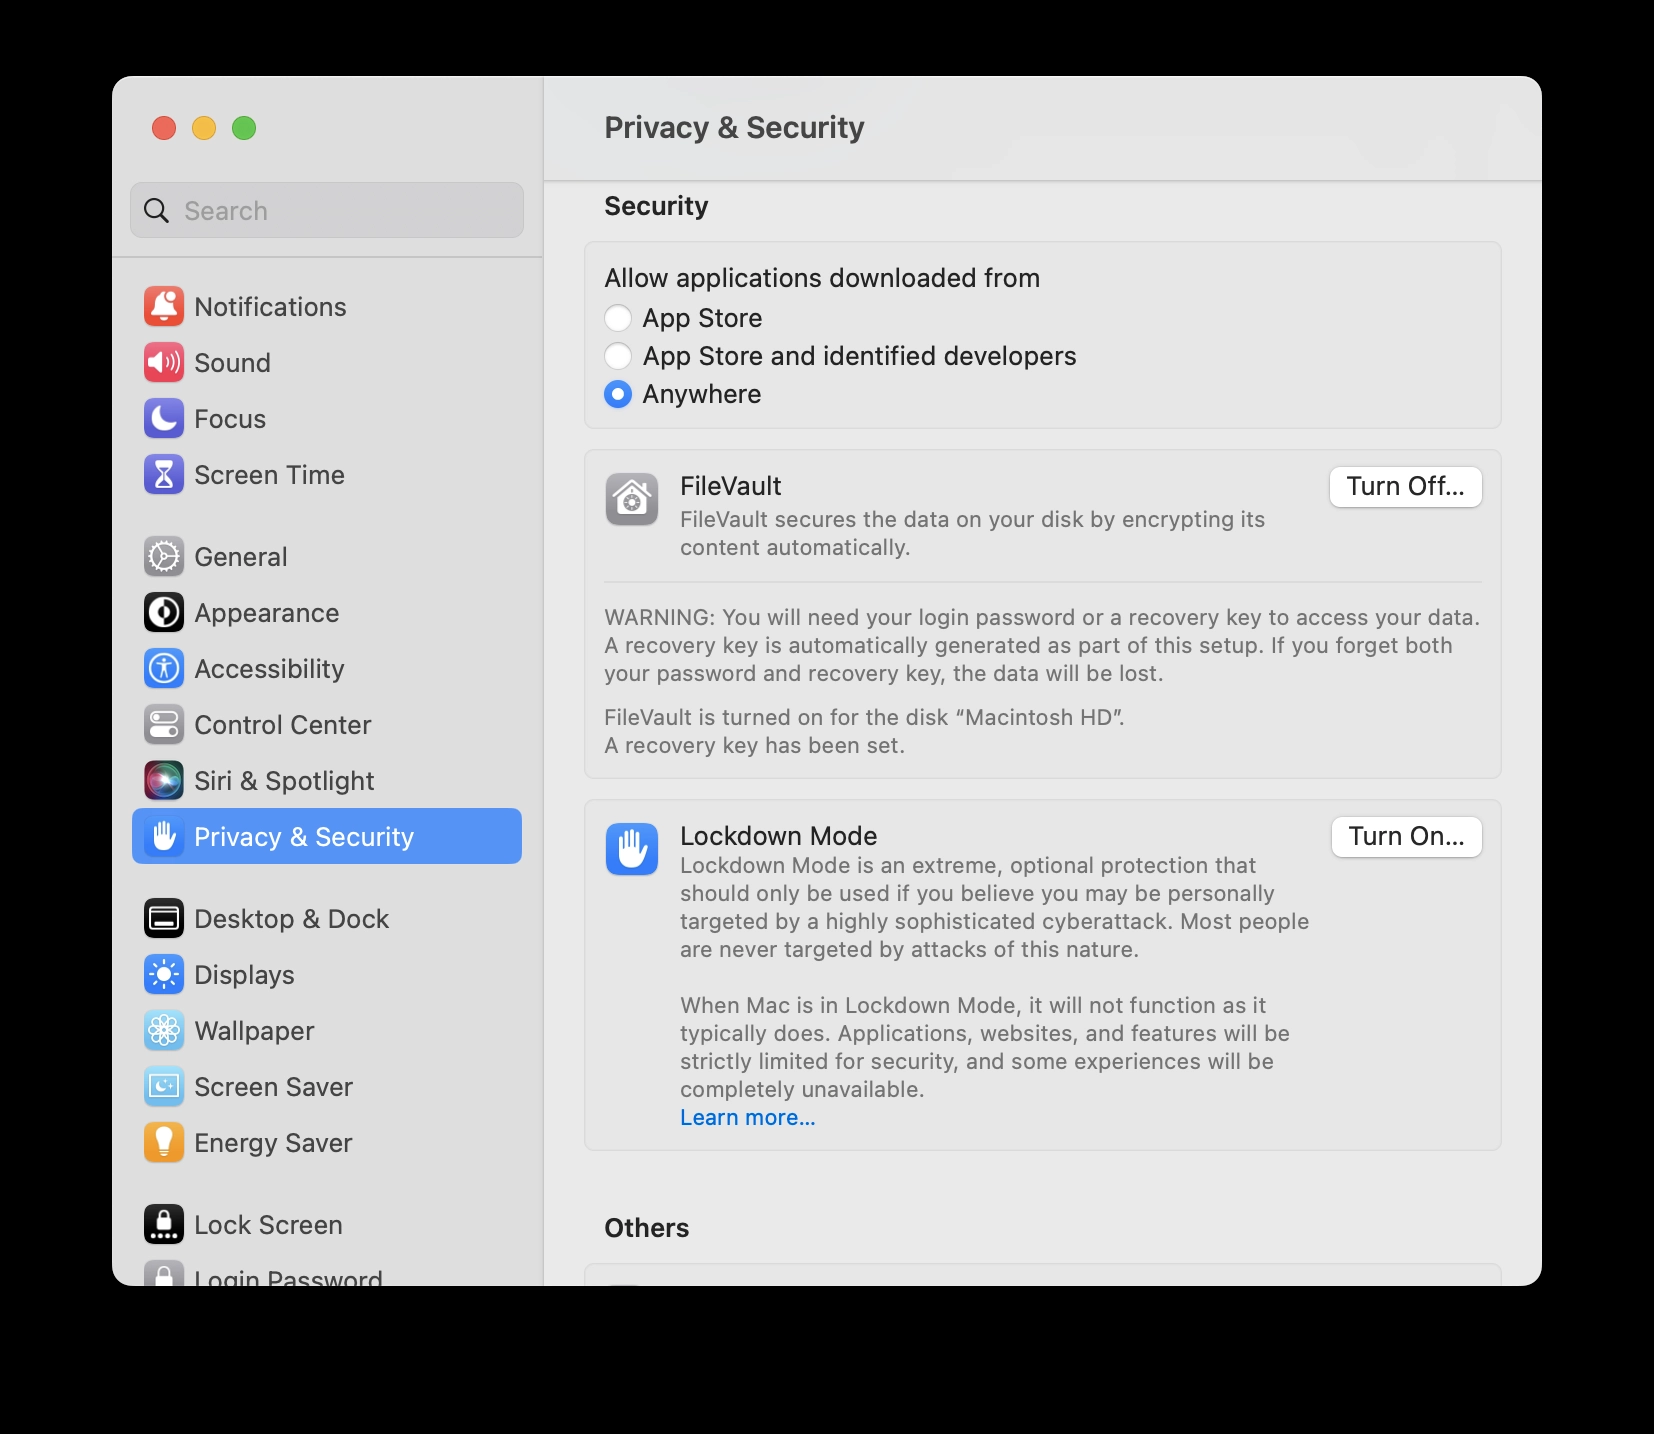 Privacy & Security
Search
Notifications
Sound
Focus
Screen Time
General
Appearance
Accessibility
Control Center
Siri & Spotlight
Privacy & Security
Desktop & Dock
Displays
Wallpaper
Screen Saver
Energy Saver
Lock Screen
Login Password
Security
Allow applications downloaded from
App Store
App Store and identified developers
Anywhere
FileVault
Turn Off...
FileVault secures the data on your disk by encrypting its
content automatically.
WARNING: You will need your login password or a recovery key to access your data.
A recovery key is automatically generated as part of this setup. If you forget both
your password and recovery key, the data will be lost.
FileVault is turned on for the disk “Macintosh HD”.
A recovery key has been set.
Lockdown Mode
Turn On...
Lockdown Mode is an extreme, optional protection that
should only be used if you believe you may be personally
targeted by a highly sophisticated cyberattack. Most people
are never targeted by attacks of this nature.
When Mac is in Lockdown Mode, it will not function as it
typically does. Applications, websites, and features will be
strictly limited for security, and some experiences will be
completely unavailable.
Learn more...
Others